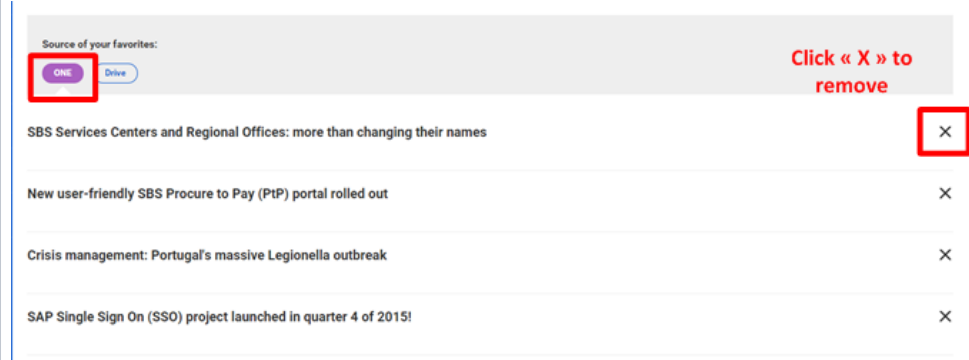 Source of your favorites:
ONE Drive
Click « X » to
remove
SBS Services Centers and Regional Offices: more than changing their names
New user-friendly SBS Procure to Pay (PtP) portal rolled out
Crisis management: Portugal's massive Legionella outbreak
SAP Single Sign On (SSO) project launched in quarter 4 of 2015!